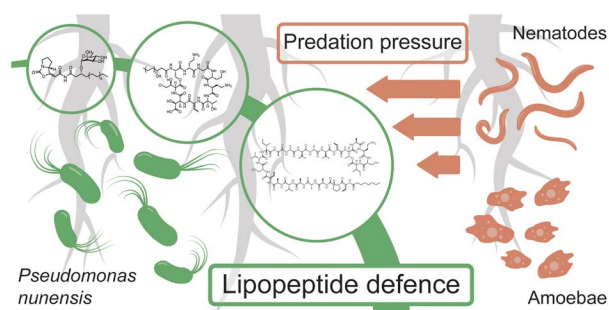 Predation pressure
Nematodes
Pseudomonas
nunensis
Lipopeptide defence
Amoebae